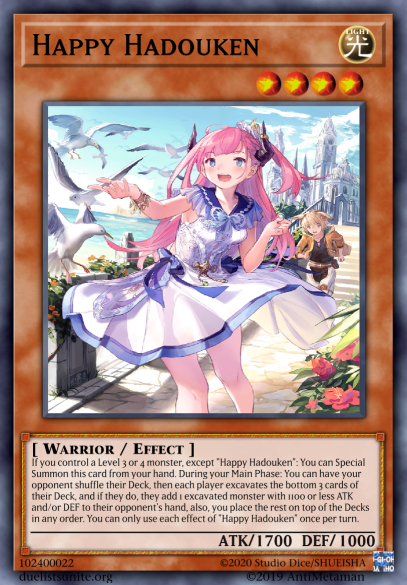 HAPPY HADOUKEN
LIGHT
光
[ WARRIOR / EFFECT ]
If you control a Level 3 or 4 monster, except "Happy Hadouken": You can Special
Summon this card from your hand. During your Main Phase: You can have your
opponent shuffle their Deck, then each player excavates the bottom 3 cards of
their Deck, and if they do, they add 1 excavated monster with 1100 or less ATK
and/or DEF to their opponent's hand, also, you place the rest on top of the Decks
in any order. You can only use each effect of "Happy Hadouken" once per turn.
ATK/1700 DEF/1000
102400022
©2020 Studio Dice/SHUEISHA
duelistsunite.org
©2019 AntiMetaman